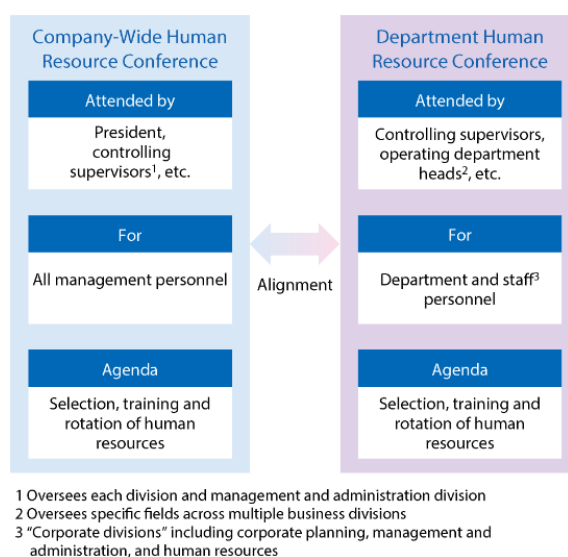 Company-Wide Human
Resource Conference
Attended by
President,
controlling
supervisors¹, etc.
For
All management personnel
Agenda
Selection, training and
rotation of human
resources
Alignment
Department Human
Resource Conference
Attended by
Controlling supervisors,
operating department
heads², etc.
For
Department and staff³
personnel
Agenda
Selection, training and
rotation of human
resources
1 Oversees each division and management and administration division
2 Oversees specific fields across multiple business divisions
3 “Corporate divisions” including corporate planning, management and
administration, and human resources